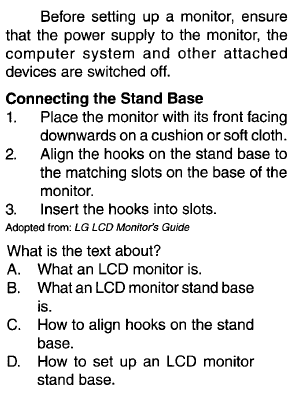 Before setting up a monitor, ensure
that the power supply to the monitor, the
computer system and other attached
devices are switched off.
Connecting the Stand Base
1. Place the monitor with its front facing
downwards on a cushion or soft cloth.
2. Align the hooks on the stand base to
the matching slots on the base of the
monitor.
3. Insert the hooks into slots.
Adopted from: LG LCD Monitor's Guide
What is the text about?
A. What an LCD monitor is.
B. What an LCD monitor stand base
is.
C. How to align hooks on the stand
base.
D. How to set up an LCD monitor
stand base.